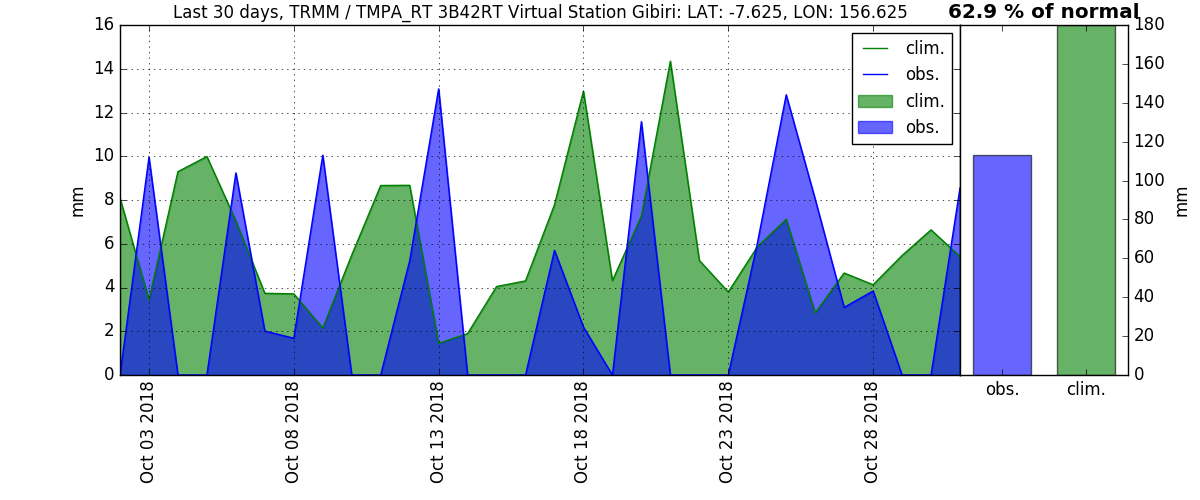 Last 30 days, TRMM / TMPA_RT 3B42RT Virtual Station Gibiri: LAT: -7.625, LON: 156.625
62.9 % of normal
16
14
12
10
8
6
4
2
0
mm
clim.
obs.
clim.
obs.
180
160
140
120
100
80
60
40
20
0
mm
Oct 03 2018
Oct 08 2018
Oct 13 2018
Oct 18 2018
Oct 23 2018
Oct 28 2018
obs.
clim.